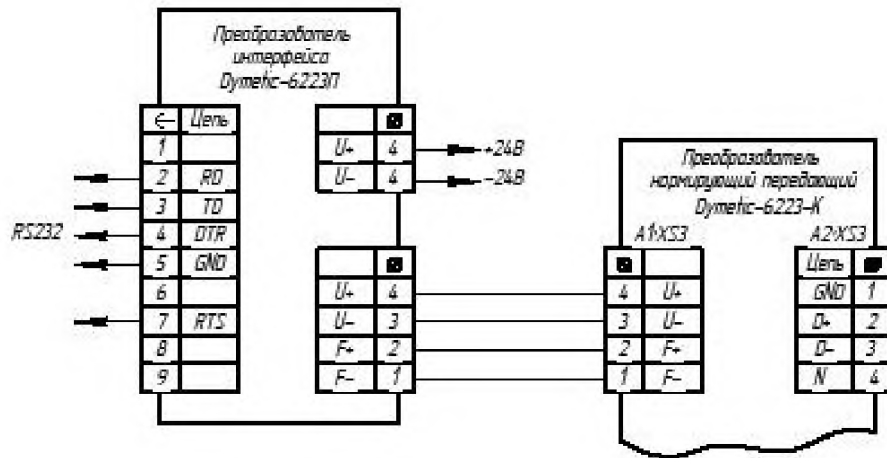 Преобразователь
интерфейса
Dymetic-6223П
Цепь
1
2 RD
3 TD
4 DTR
5 GND
6
7 RTS
8
9
RS232
U+ 4 +24В
U- 4 -24В
U+ 4
U- 3
F+ 2
F- 1
Преобразователь
нормирующий передающий
Dymetic-6223-К
A1-XS3
4 U+
3 U-
2 F+
1 F-
A2-XS3
Цепь
GND 1
D+ 2
D- 3
N 4